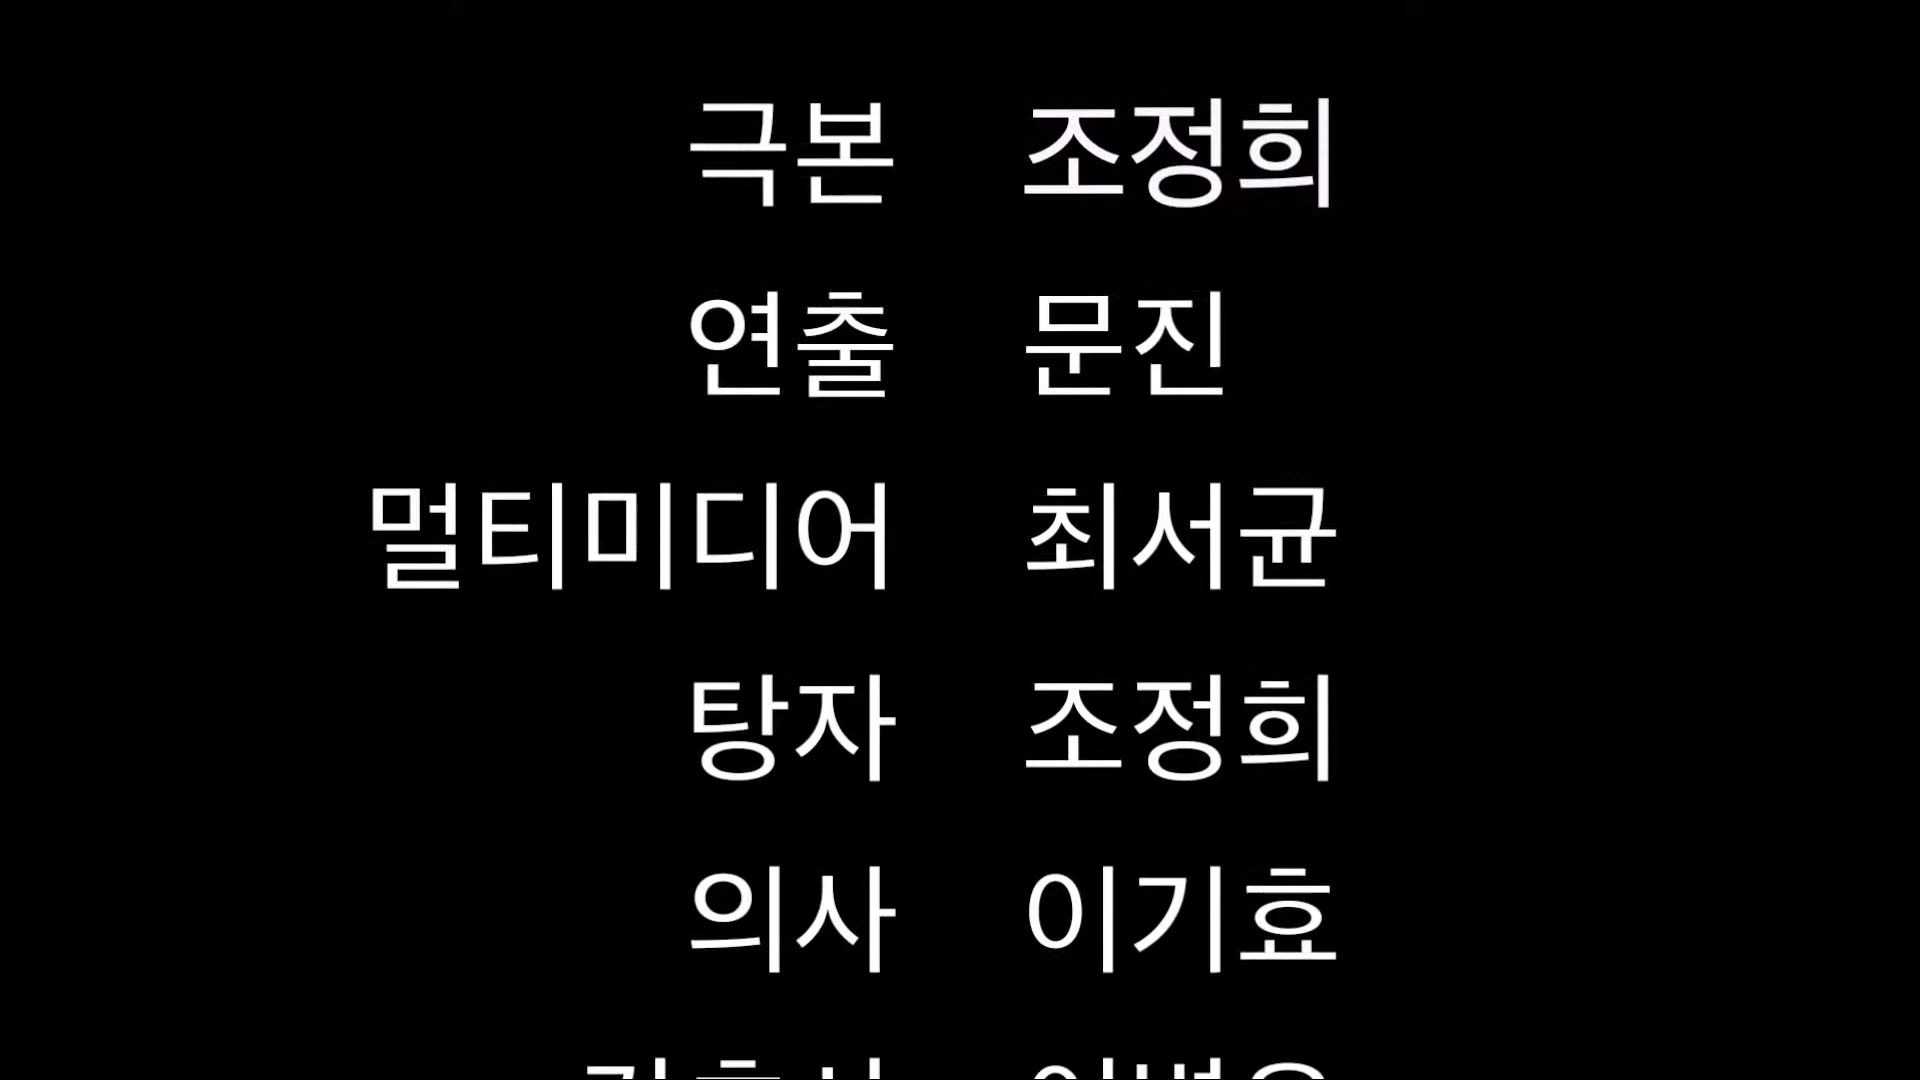 극본 조정희
연출 문진
멀티미디어 최서균
탕자 조정희
의사 이기효